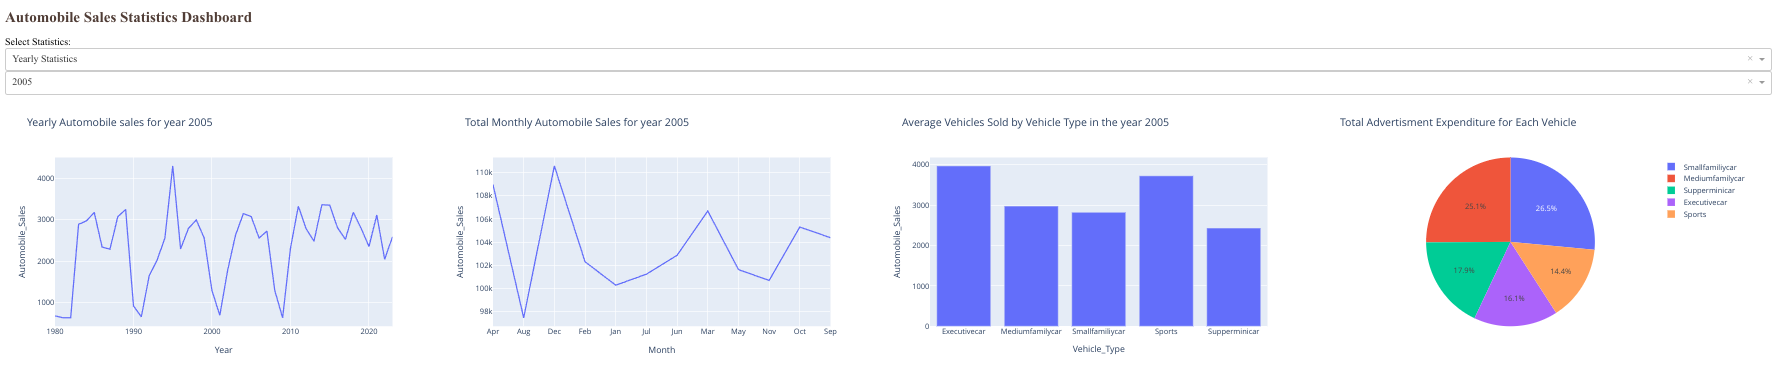 Automobile Sales Statistics Dashboard
Select Statistics:
Yearly Statistics
×
2005
×
Yearly Automobile sales for year 2005
Automobile_Sales
4000
3000
2000
1000
1980
1990
2000
2010
2020
Year
Total Monthly Automobile Sales for year 2005
Automobile_Sales
110k
108k
106k
104k
102k
100k
98k
Apr
Aug
Dec
Feb
Jan
Jul
Jun
Mar
May
Nov
Oct
Sep
Month
Average Vehicles Sold by Vehicle Type in the year 2005
Automobile_Sales
4000
3000
2000
1000
0
Executivecar
Mediumfamilycar
Smallfamiliycar
Sports
Supperminicar
Vehicle_Type
Total Advertisment Expenditure for Each Vehicle
25.1%
26.5%
17.9%
14.4%
16.1%
Smallfamiliycar
Mediumfamilycar
Supperminicar
Executivecar
Sports